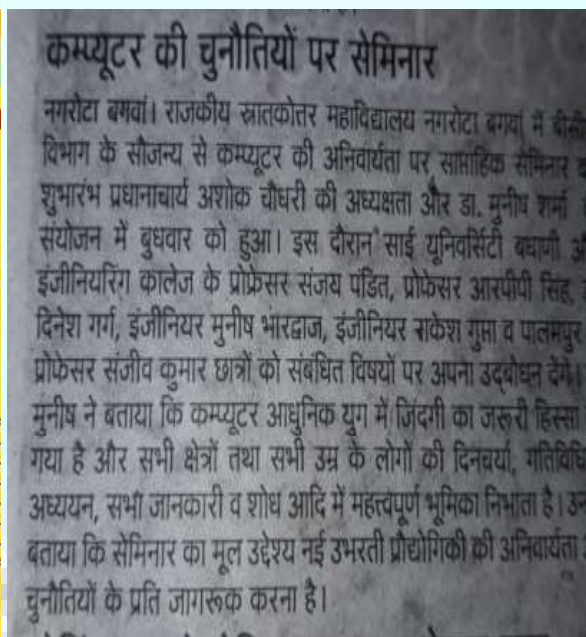 कम्प्यूटर की चुनौतियों पर सेमिनार
नगरोटा बगवां। राजकीय स्नातकोतर महाविद्यालय नगरोटा बगवां में
विभाग के सौजन्य से कम्प्यूटर की अनिवार्यता पर साप्ताहिक सेमिनार
शुभारंभ प्रधानाचार्य अशोक चौधरी की अध्यक्षता और डा. मुनीष शर्मा
संयोजन में बुधवार को हुआ। इस दौरान साई यूनिवर्सिटी बधाणी
इंजीनियरिंग कालेज के प्रोफ्रेसर संजय पंडित, प्रोफेसर आरपीपी सिंह,
दिनेश गर्ग, इंजीनियर मुनीष भारद्वाज, इंजीनियर राकेश गुप्ता व पालमपुर
प्रोफेसर संजीव कुमार छात्रों को संबंधित विषयों पर अपना उद्बोधन देंगे।
मुनीष ने बताया कि कम्प्यूटर आधुनिक युग में जिंदगी का जरूरी हिस्सा
गया है और सभी क्षेत्रों तथा सभी उम्र के लोगों की दिनचर्या,
अध्ययन, सभी जानकारी व शोध आदि में महत्त्वपूर्ण भूमिका निभाता है।
बताया कि सेमिनार का मूल उद्देश्य नई उभरती प्रौद्योगिकी की अनिवार्यता
चुनौतियों के प्रति जागरूक करना है।